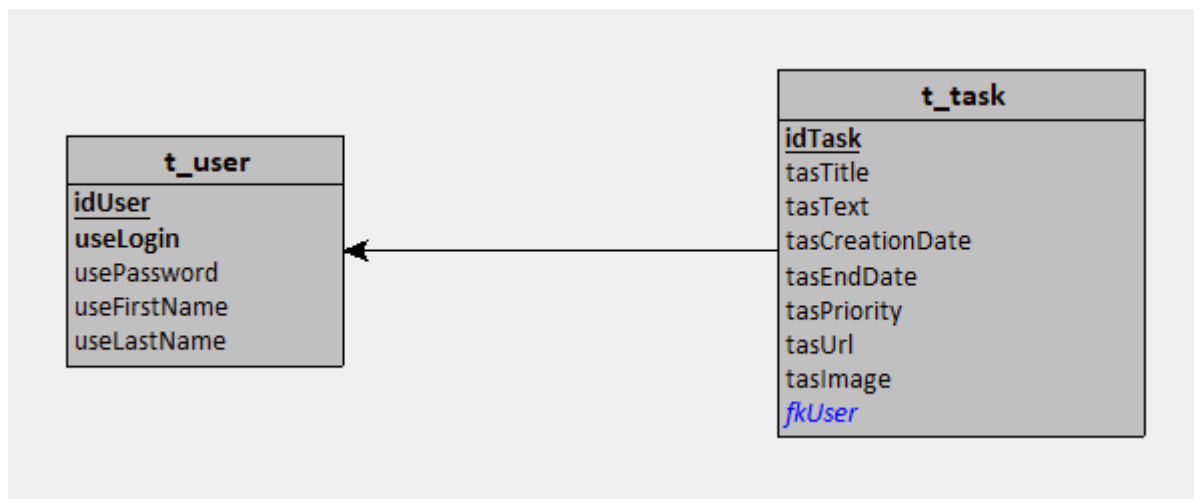 t_user
idUser
useLogin
usePassword
useFirstName
useLastName
t_task
idTask
tasTitle
tasText
tasCreationDate
tasEndDate
tasPriority
tasUrl
tasImage
fkUser